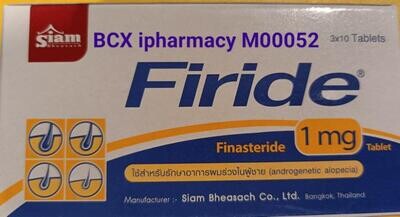 Siam
Bheasach
BCX ipharmacy M00052
3x10 Tablets
Firide®
Finasteride 1 mg Tablet
ใช้สำหรับรักษาอาการผมร่วงในผู้ชาย (androgenetic alopecia)
Manufacturer :- Siam Bheasach Co., Ltd. Bangkok, Thailand.